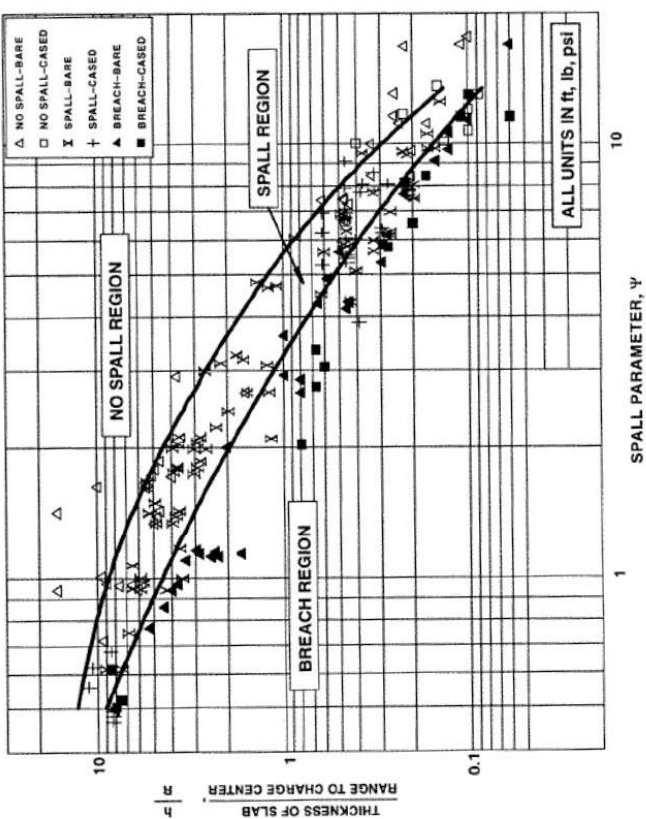 △ NO SPALL-BARE
□ NO SPALL-CASED
⧖ SPALL-BARE
+ SPALL-CASED
▲ BREACH-BARE
■ BREACH-CASED
NO SPALL REGION
SPALL REGION
BREACH REGION
ALL UNITS IN ft, lb, psi
10
1
0.1
THICKNESS OF SLAB
RANGE TO CHARGE CENTER'
h
R
1
10
SPALL PARAMETER, Ψ